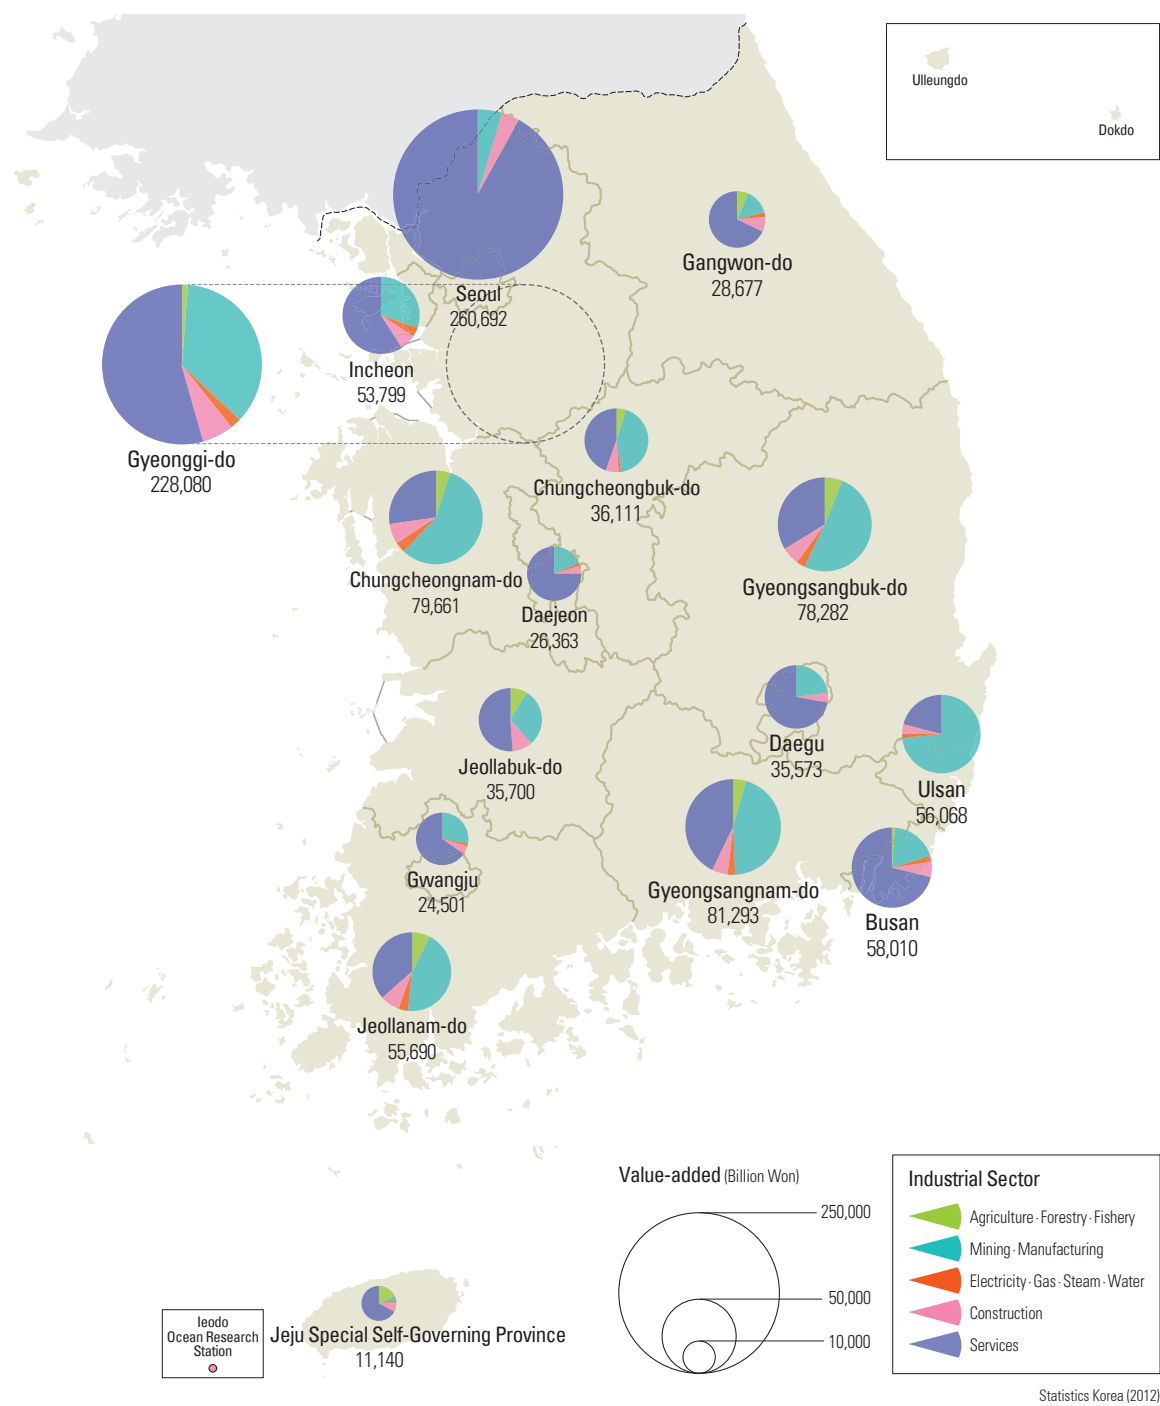 Ulleungdo
Dokdo
Gangwon-do
28,677
Seoul
260,692
Incheon
53,799
Gyeonggi-do
228,080
Chungcheongbuk-do
36,111
Chungcheongnam-do
79,661
Daejeon
26,363
Gyeongsangbuk-do
78,282
Daegu
35,573
Ulsan
56,068
Jeollabuk-do
35,700
Gwangju
24,501
Gyeongsangnam-do
81,293
Busan
58,010
Jeollanam-do
55,690
Jeju Special Self-Governing Province
11,140
Ieodo
Ocean Research
Station
Value-added (Billion Won)
250,000
50,000
10,000
Industrial Sector
Agriculture·Forestry·Fishery
Mining·Manufacturing
Electricity·Gas·Steam·Water
Construction
Services
Statistics Korea (2012)